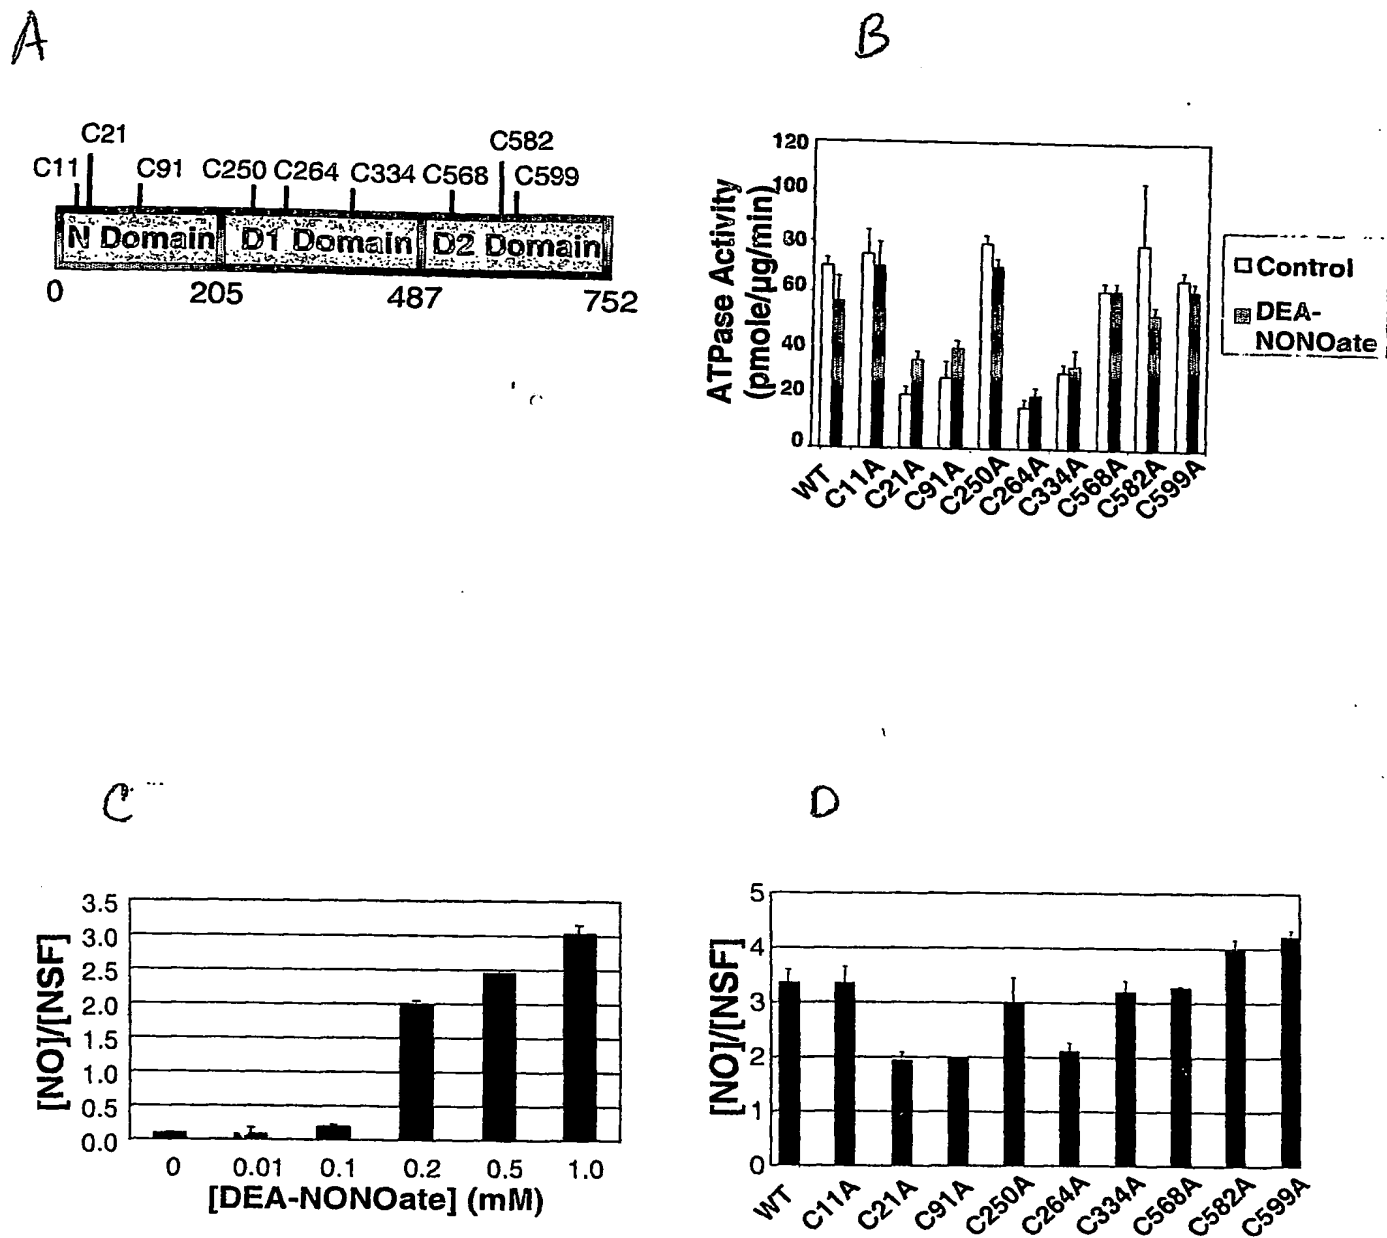 A
B
C21
C11
C91
C250
C264
C334
C568
C582
C599
N Domain
D1 Domain
D2 Domain
0
205
487
752
ATPase Activity
(pmole/µg/min)
120
100
80
60
40
20
0
WT
C11A
C21A
C91A
C250A
C264A
C334A
C568A
C582A
C599A
Control
DEA-
NONOate
C
D
[NO]/[NSF]
3.5
3.0
2.5
2.0
1.5
1.0
0.5
0.0
0
0.01
0.1
0.2
0.5
1.0
[DEA-NONOate] (mM)
[NO]/[NSF]
5
4
3
2
1
0
WT
C11A
C21A
C91A
C250A
C264A
C334A
C568A
C582A
C599A